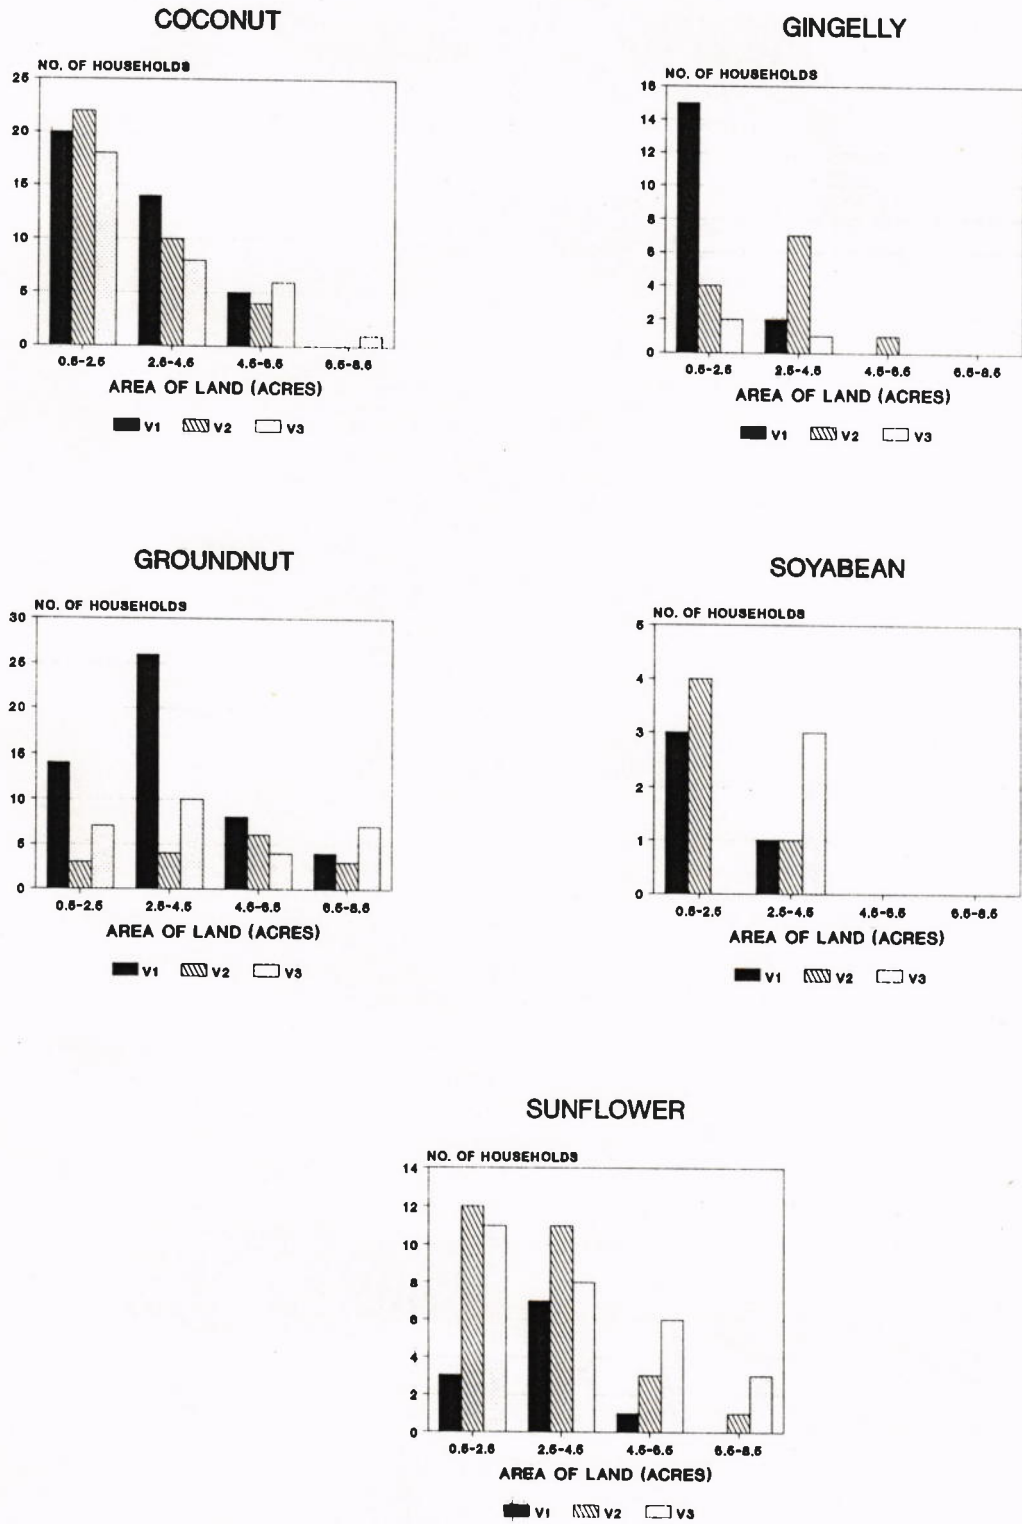 COCONUT
NO. OF HOUSEHOLDS
25
20
15
10
5
0
0.5-2.5 2.5-4.5 4.5-6.5 6.5-8.5
AREA OF LAND (ACRES)
V1 V2 V3
GINGELLY
NO. OF HOUSEHOLDS
16
14
12
10
8
6
4
2
0
0.5-2.5 2.5-4.5 4.5-6.5 6.5-8.5
AREA OF LAND (ACRES)
V1 V2 V3
GROUNDNUT
NO. OF HOUSEHOLDS
30
25
20
15
10
5
0
0.5-2.5 2.5-4.5 4.5-6.5 6.5-8.5
AREA OF LAND (ACRES)
V1 V2 V3
SOYABEAN
NO. OF HOUSEHOLDS
5
4
3
2
1
0
0.5-2.5 2.5-4.5 4.5-6.5 6.5-8.5
AREA OF LAND (ACRES)
V1 V2 V3
SUNFLOWER
NO. OF HOUSEHOLDS
14
12
10
8
6
4
2
0
0.5-2.5 2.5-4.5 4.5-6.5 6.5-8.5
AREA OF LAND (ACRES)
V1 V2 V3